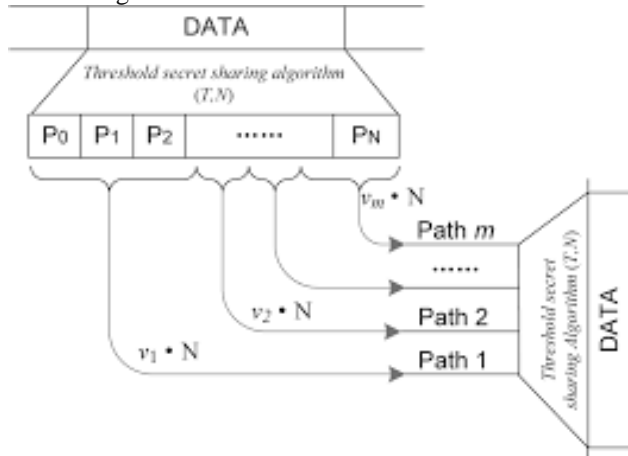 DATA
Threshold secret sharing algorithm
(T,N)
P0 P1 P2 ...... PN
vm • N
Path m
......
v2 • N
Path 2
v1 • N
Path 1
Threshold secret
sharing Algorithm (T,N)
DATA